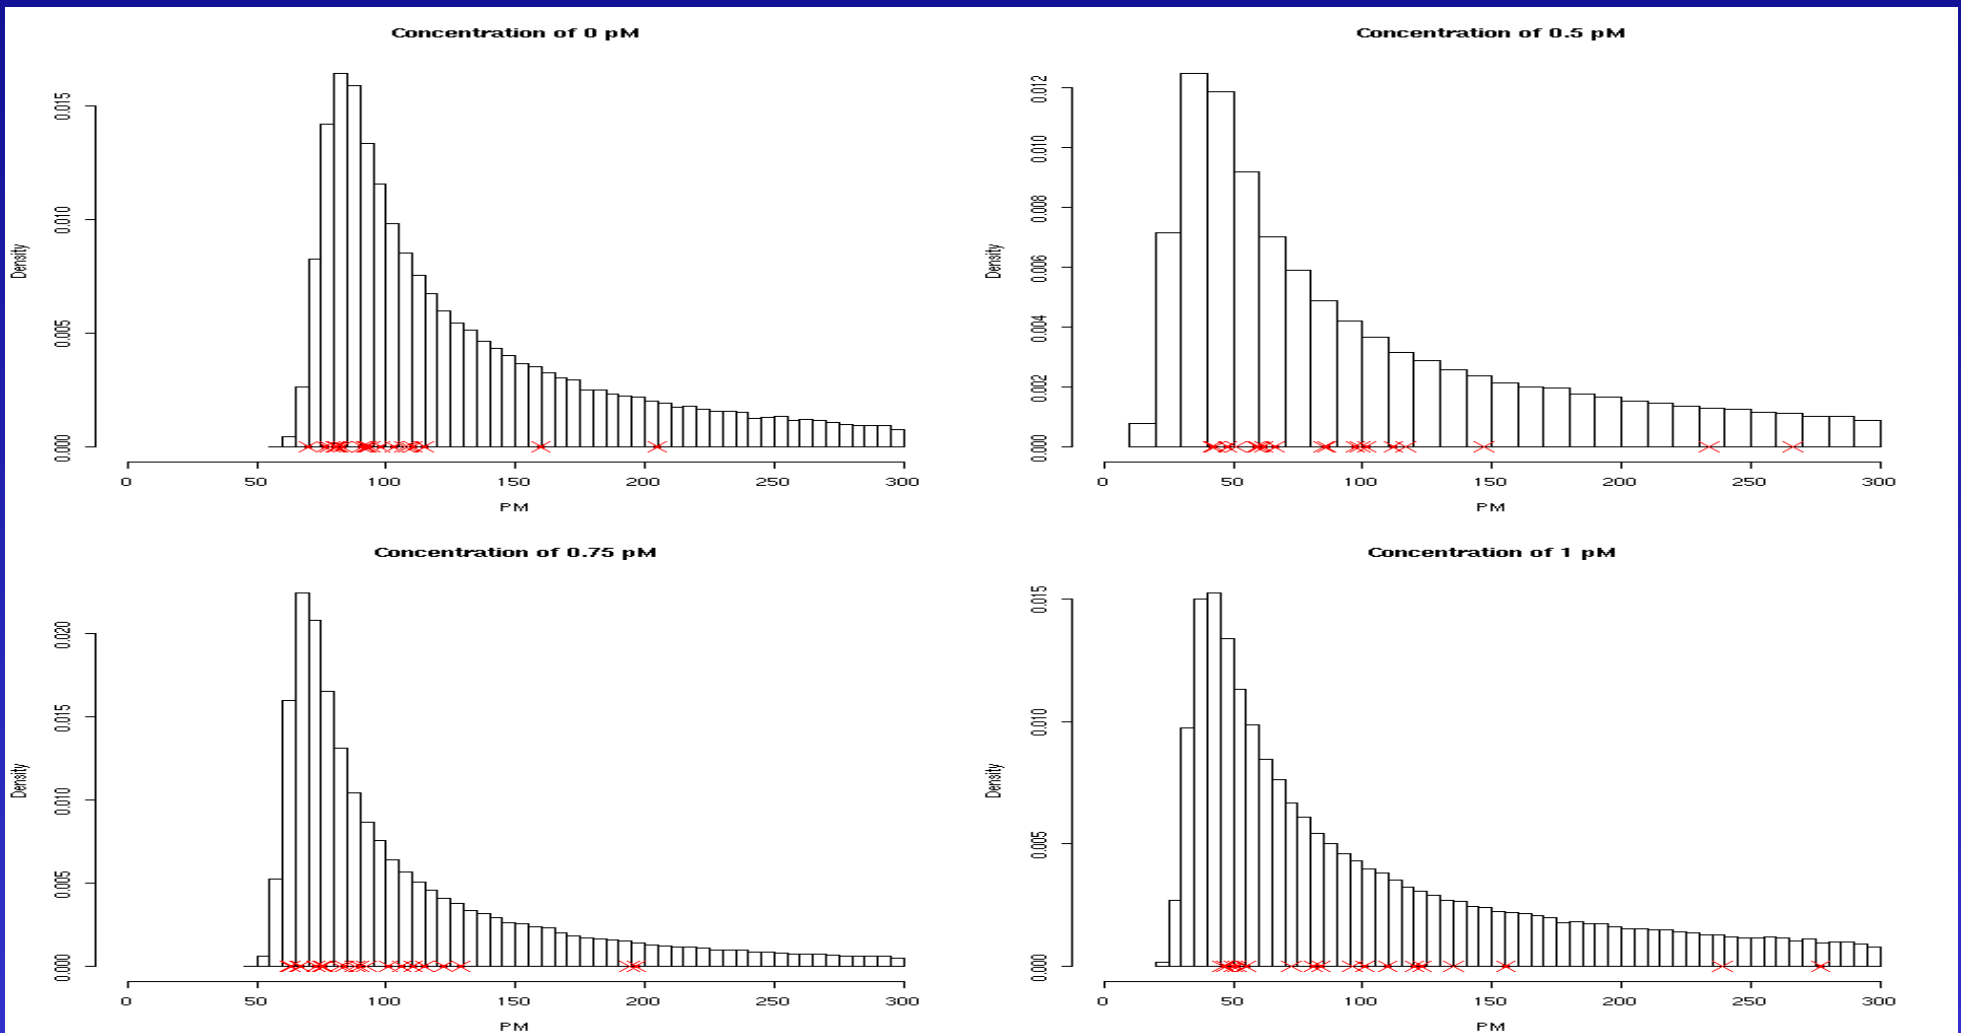 Concentration of 0 pM
0.015
0.010
0.005
0.000
Density
0 50 100 150 200 250 300
PM
Concentration of 0.5 pM
0.012
0.010
0.008
0.006
0.004
0.002
0.000
Density
0 50 100 150 200 250 300
PM
Concentration of 0.75 pM
0.020
0.015
0.010
0.005
0.000
Density
0 50 100 150 200 250 300
PM
Concentration of 1 pM
0.015
0.010
0.005
0.000
Density
0 50 100 150 200 250 300
PM